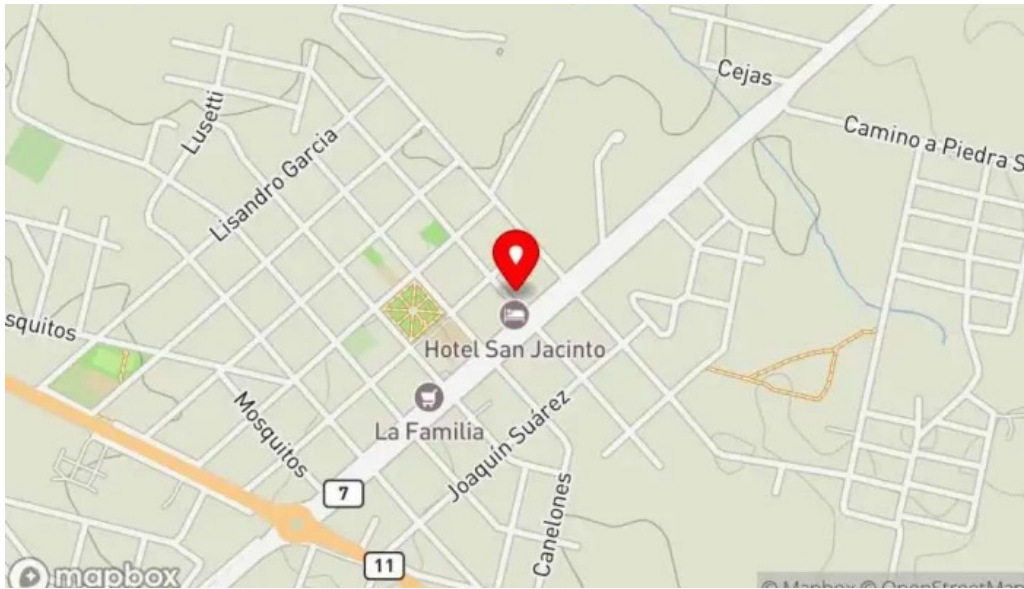 Cejas
Camino a Piedra S
Lusetti
Lisandro Garcia
squitos
Hotel San Jacinto
Mosquitos
La Familia
Joaquín Suárez
7
Canelones
11
mapbox
© Mapbox © OpenStreetMap